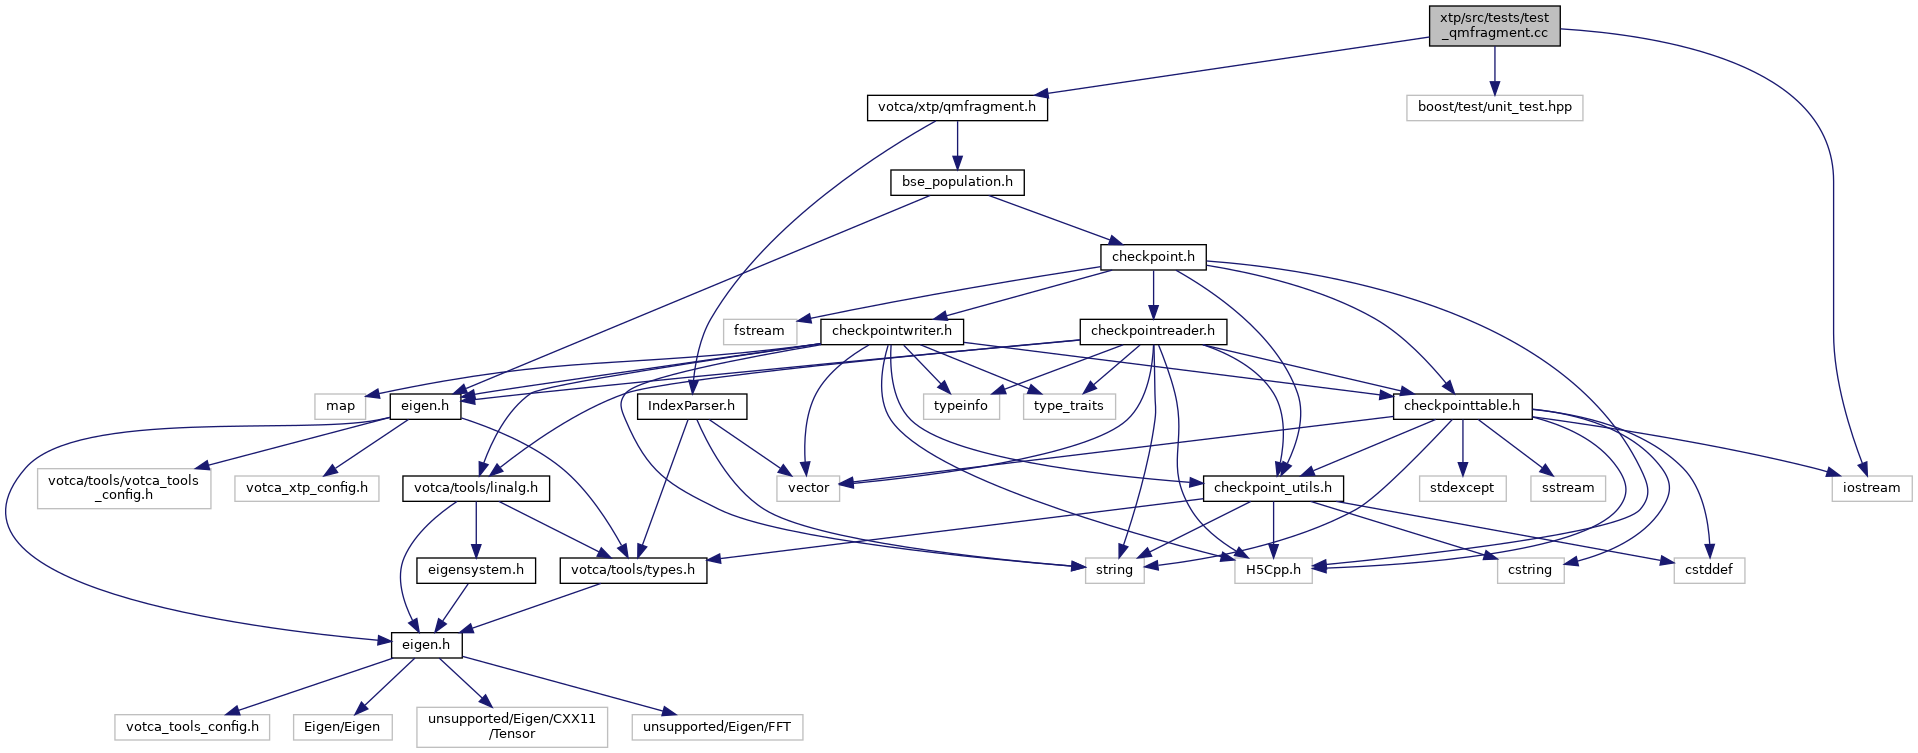 xtp/src/tests/test
_qmfragment.cc
votca/xtp/qmfragment.h
boost/test/unit_test.hpp
bse_population.h
checkpoint.h
fstream
checkpointwriter.h
checkpointreader.h
map
eigen.h
IndexParser.h
typeinfo
type_traits
checkpointtable.h
votca/tools/votca_tools
_config.h
votca_xtp_config.h
votca/tools/linalg.h
vector
checkpoint_utils.h
stdexcept
sstream
iostream
eigensystem.h
votca/tools/types.h
string
H5Cpp.h
cstring
cstddef
eigen.h
votca_tools_config.h
Eigen/Eigen
unsupported/Eigen/CXX11
/Tensor
unsupported/Eigen/FFT